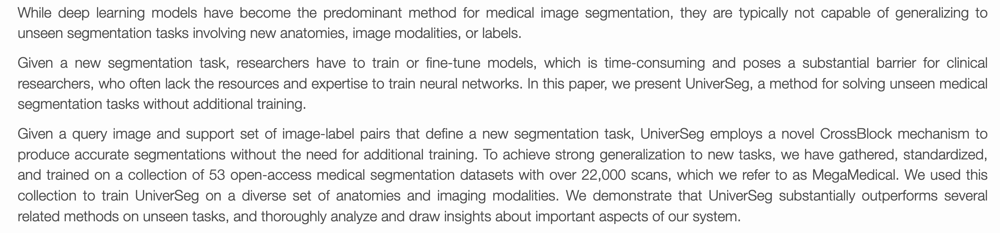 While deep learning models have become the predominant method for medical image segmentation, they are typically not capable of generalizing to
unseen segmentation tasks involving new anatomies, image modalities, or labels.
Given a new segmentation task, researchers have to train or fine-tune models, which is time-consuming and poses a substantial barrier for clinical
researchers, who often lack the resources and expertise to train neural networks. In this paper, we present UniverSeg, a method for solving unseen medical
segmentation tasks without additional training.
Given a query image and support set of image-label pairs that define a new segmentation task, UniverSeg employs a novel CrossBlock mechanism to
produce accurate segmentations without the need for additional training. To achieve strong generalization to new tasks, we have gathered, standardized,
and trained on a collection of 53 open-access medical segmentation datasets with over 22,000 scans, which we refer to as MegaMedical. We used this
collection to train UniverSeg on a diverse set of anatomies and imaging modalities. We demonstrate that UniverSeg substantially outperforms several
related methods on unseen tasks, and thoroughly analyze and draw insights about important aspects of our system.